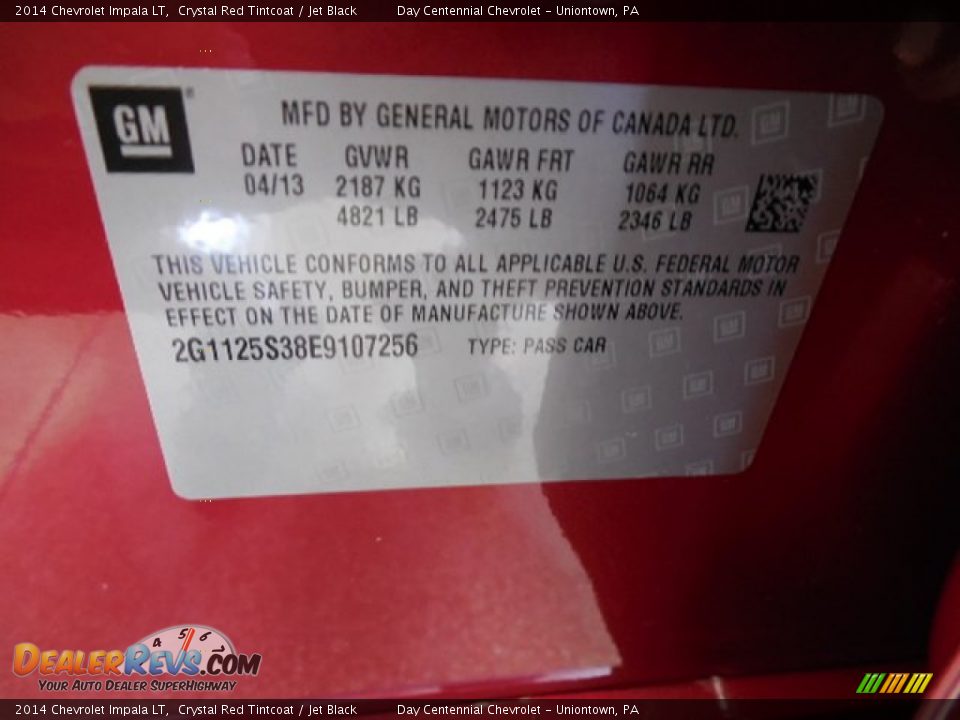 2014 Chevrolet Impala LT, Crystal Red Tintcoat / Jet Black Day Centennial Chevrolet - Uniontown, PA
GM
MFD BY GENERAL MOTORS OF CANADA LTD.
DATE GVWR GAWR FRT GAWR RR
04/13 2187 KG 1123 KG 1064 KG
4821 LB 2475 LB 2346 LB
THIS VEHICLE CONFORMS TO ALL APPLICABLE U.S. FEDERAL MOTOR
VEHICLE SAFETY, BUMPER, AND THEFT PREVENTION STANDARDS IN
EFFECT ON THE DATE OF MANUFACTURE SHOWN ABOVE.
2G1125S38E9107256 TYPE: PASS CAR
4 5 6
DealerRevs.com
Your Auto Dealer SuperHighway
2014 Chevrolet Impala LT, Crystal Red Tintcoat / Jet Black Day Centennial Chevrolet - Uniontown, PA